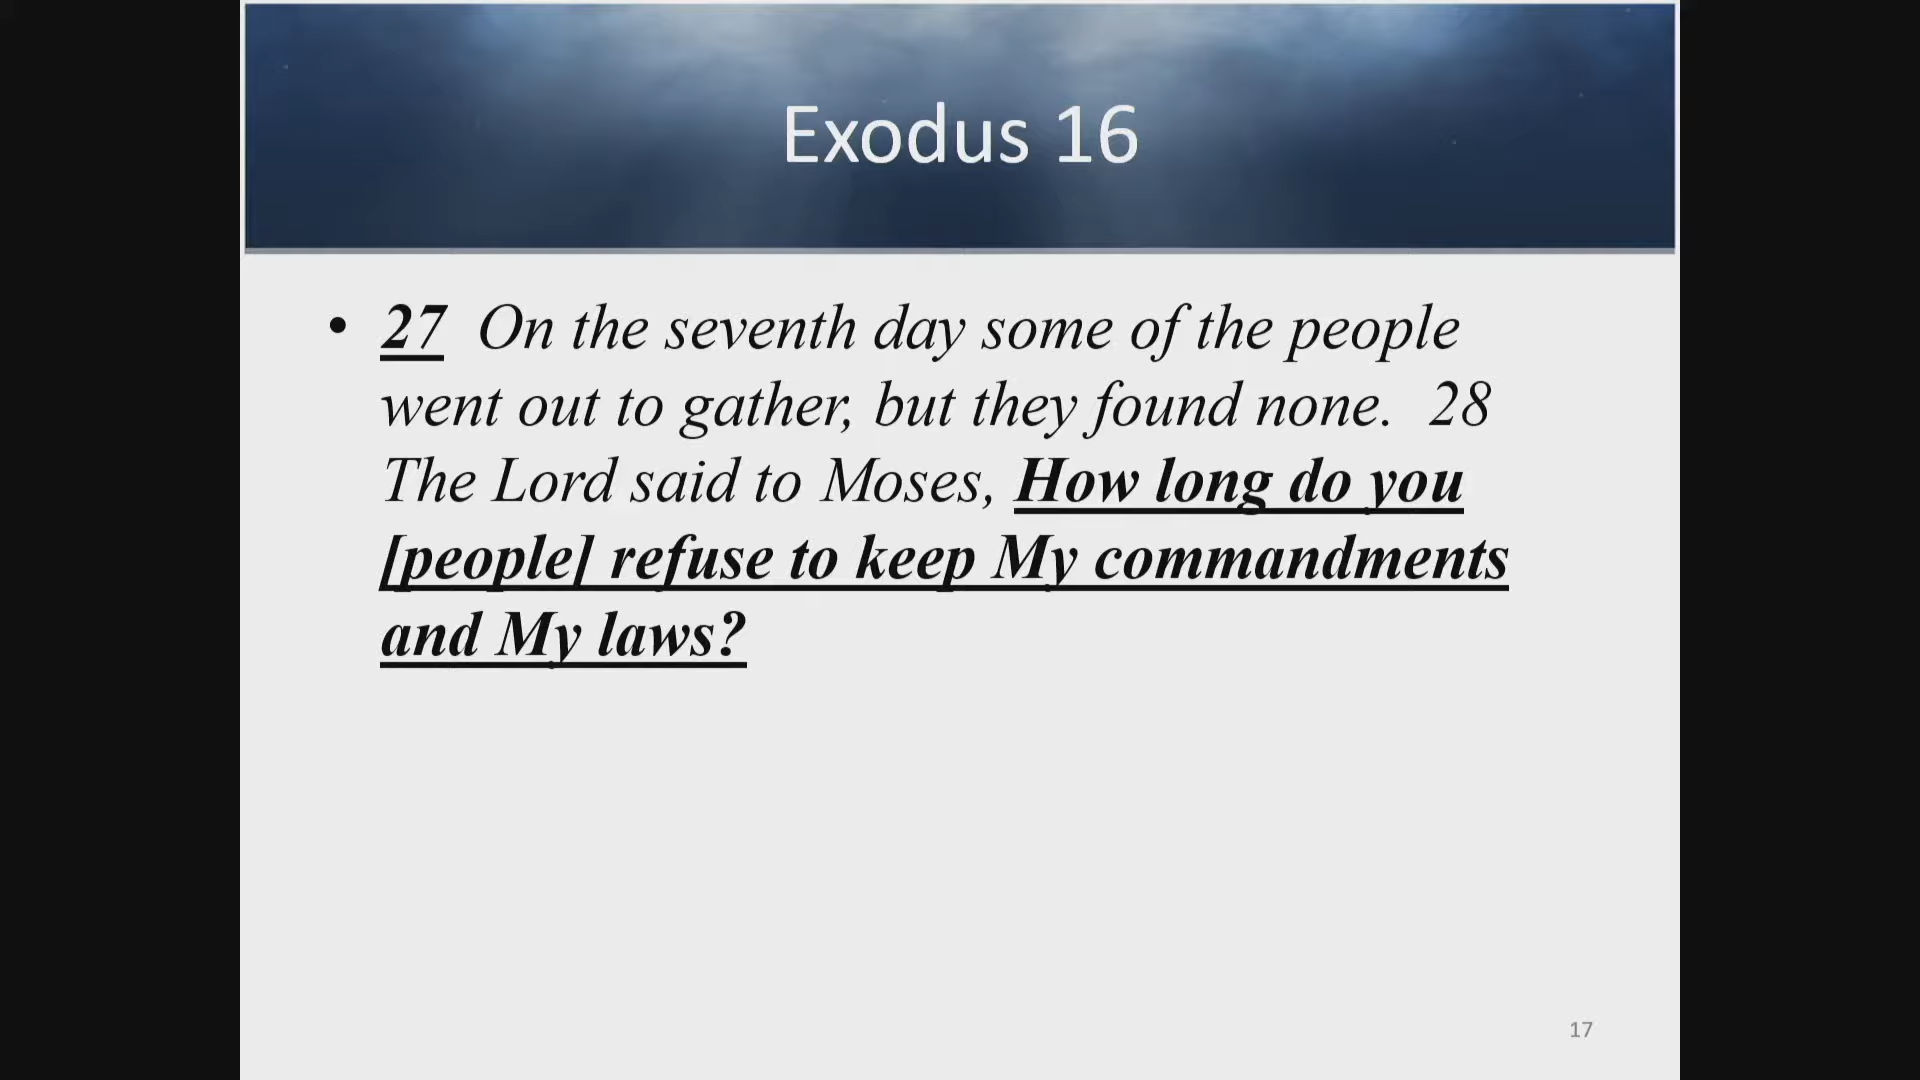 Exodus 16
• 27  On the seventh day some of the people
went out to gather, but they found none.  28
The Lord said to Moses, How long do you
[people] refuse to keep My commandments
and My laws?
17